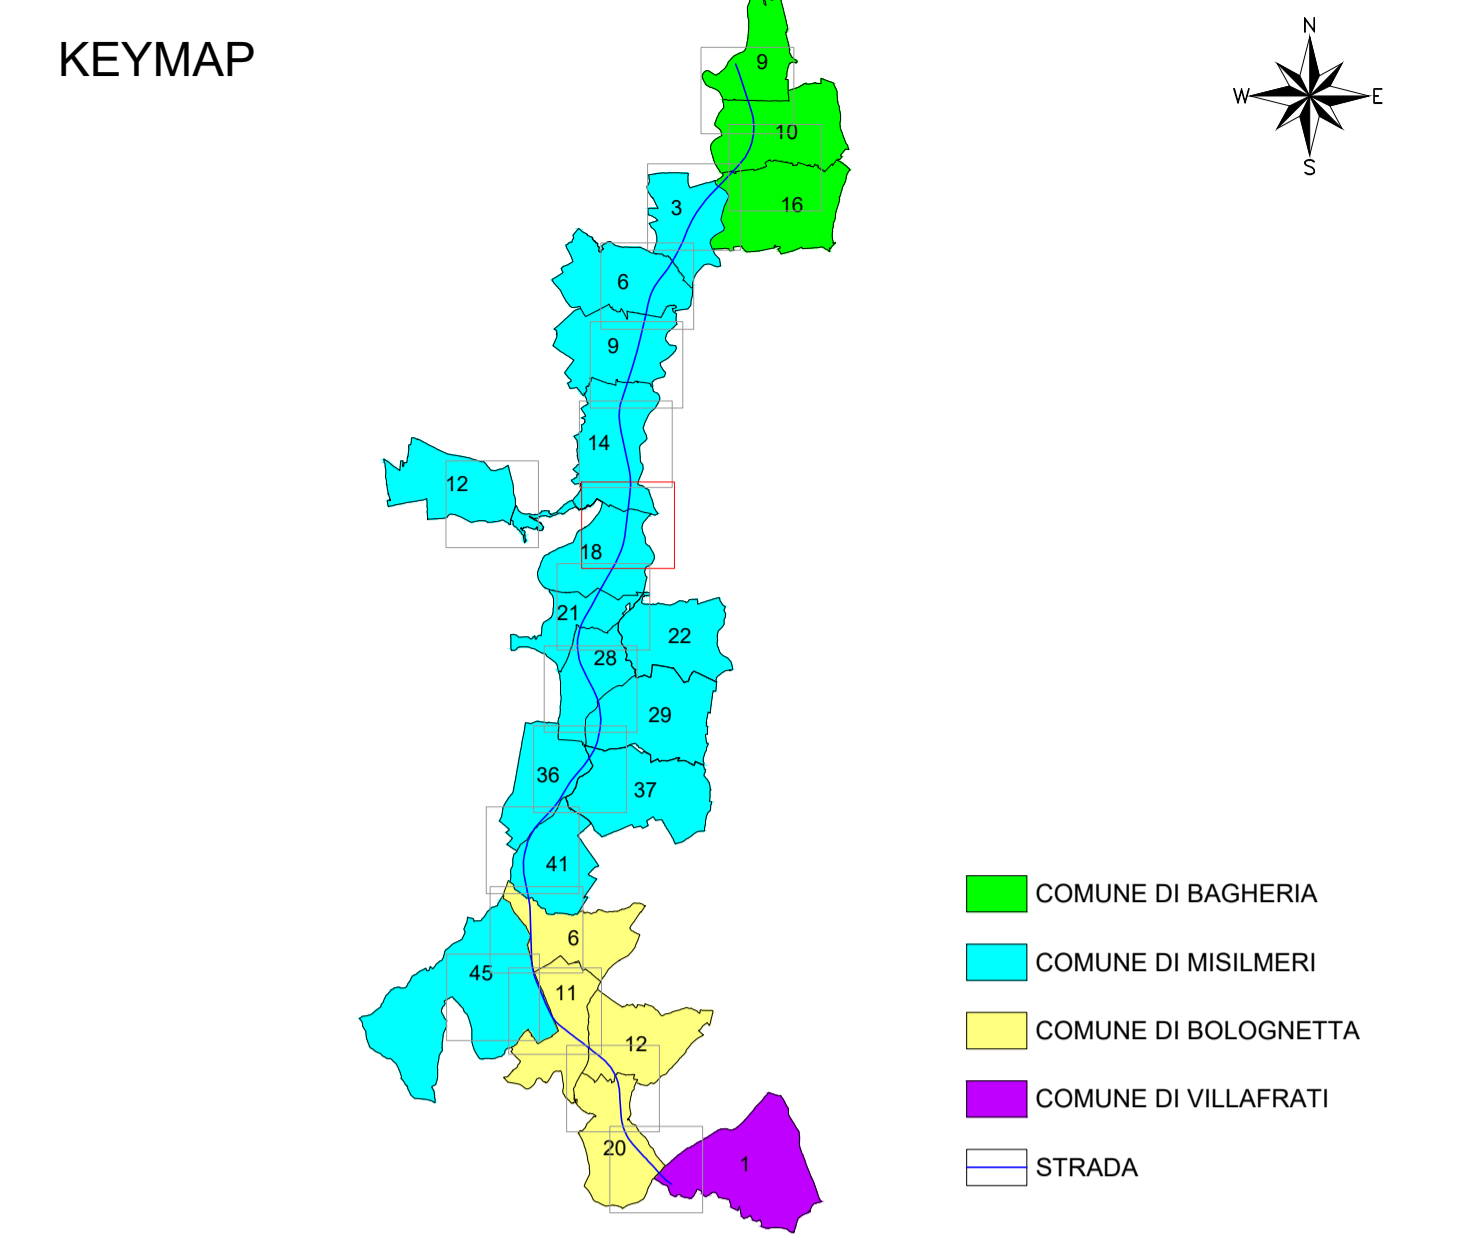 KEYMAP
N
W
E
S
9
10
16
3
6
9
14
12
18
21
22
28
29
36
37
41
6
45
11
12
20
1
COMUNE DI BAGHERIA
COMUNE DI MISILMERI
COMUNE DI BOLOGNETTA
COMUNE DI VILLAFRATI
STRADA